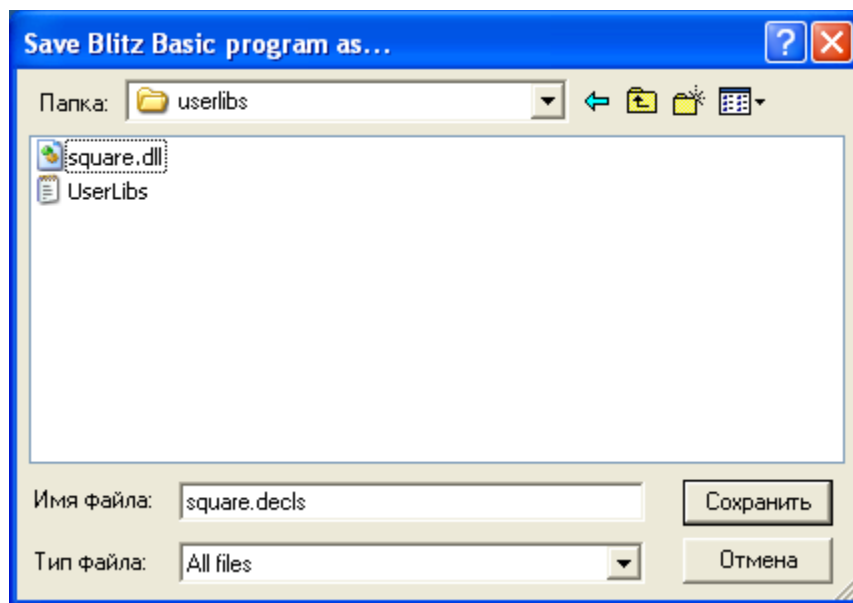 Save Blitz Basic program as...
Папка: userlibs
square.dll
UserLibs
Имя файла: square.decls Сохранить
Тип файла: All files Отмена